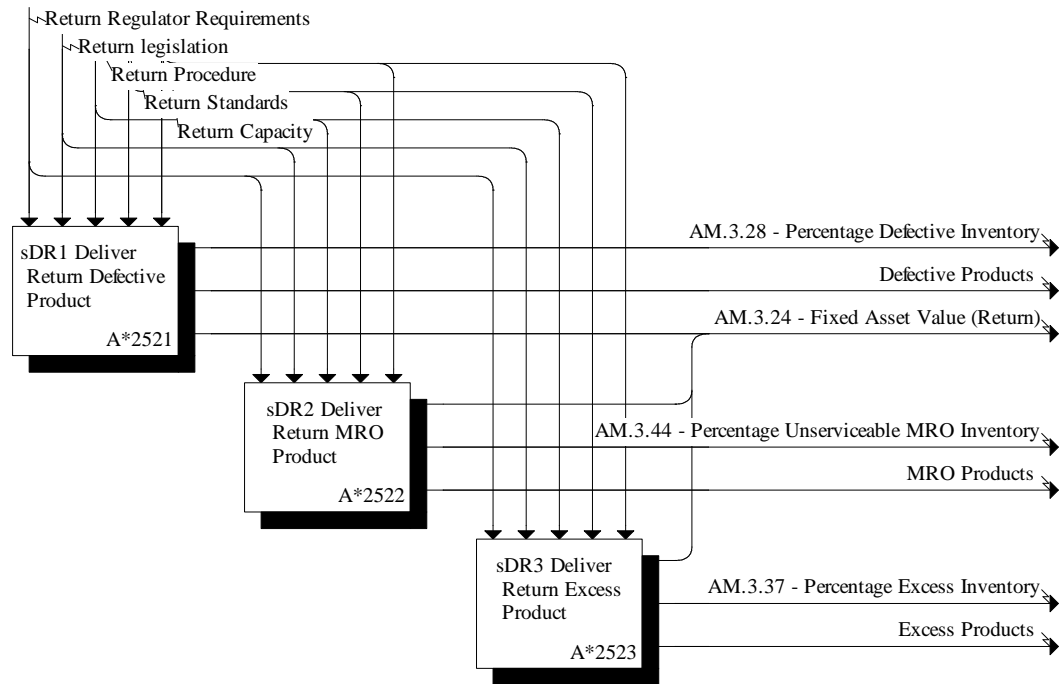 Return Regulator Requirements
Return legislation
Return Procedure
Return Standards
Return Capacity
sDR1 Deliver
Return Defective
Product
A*2521
AM.3.28 - Percentage Defective Inventory
Defective Products
AM.3.24 - Fixed Asset Value (Return)
sDR2 Deliver
Return MRO
Product
A*2522
AM.3.44 - Percentage Unserviceable MRO Inventory
MRO Products
sDR3 Deliver
Return Excess
Product
A*2523
AM.3.37 - Percentage Excess Inventory
Excess Products